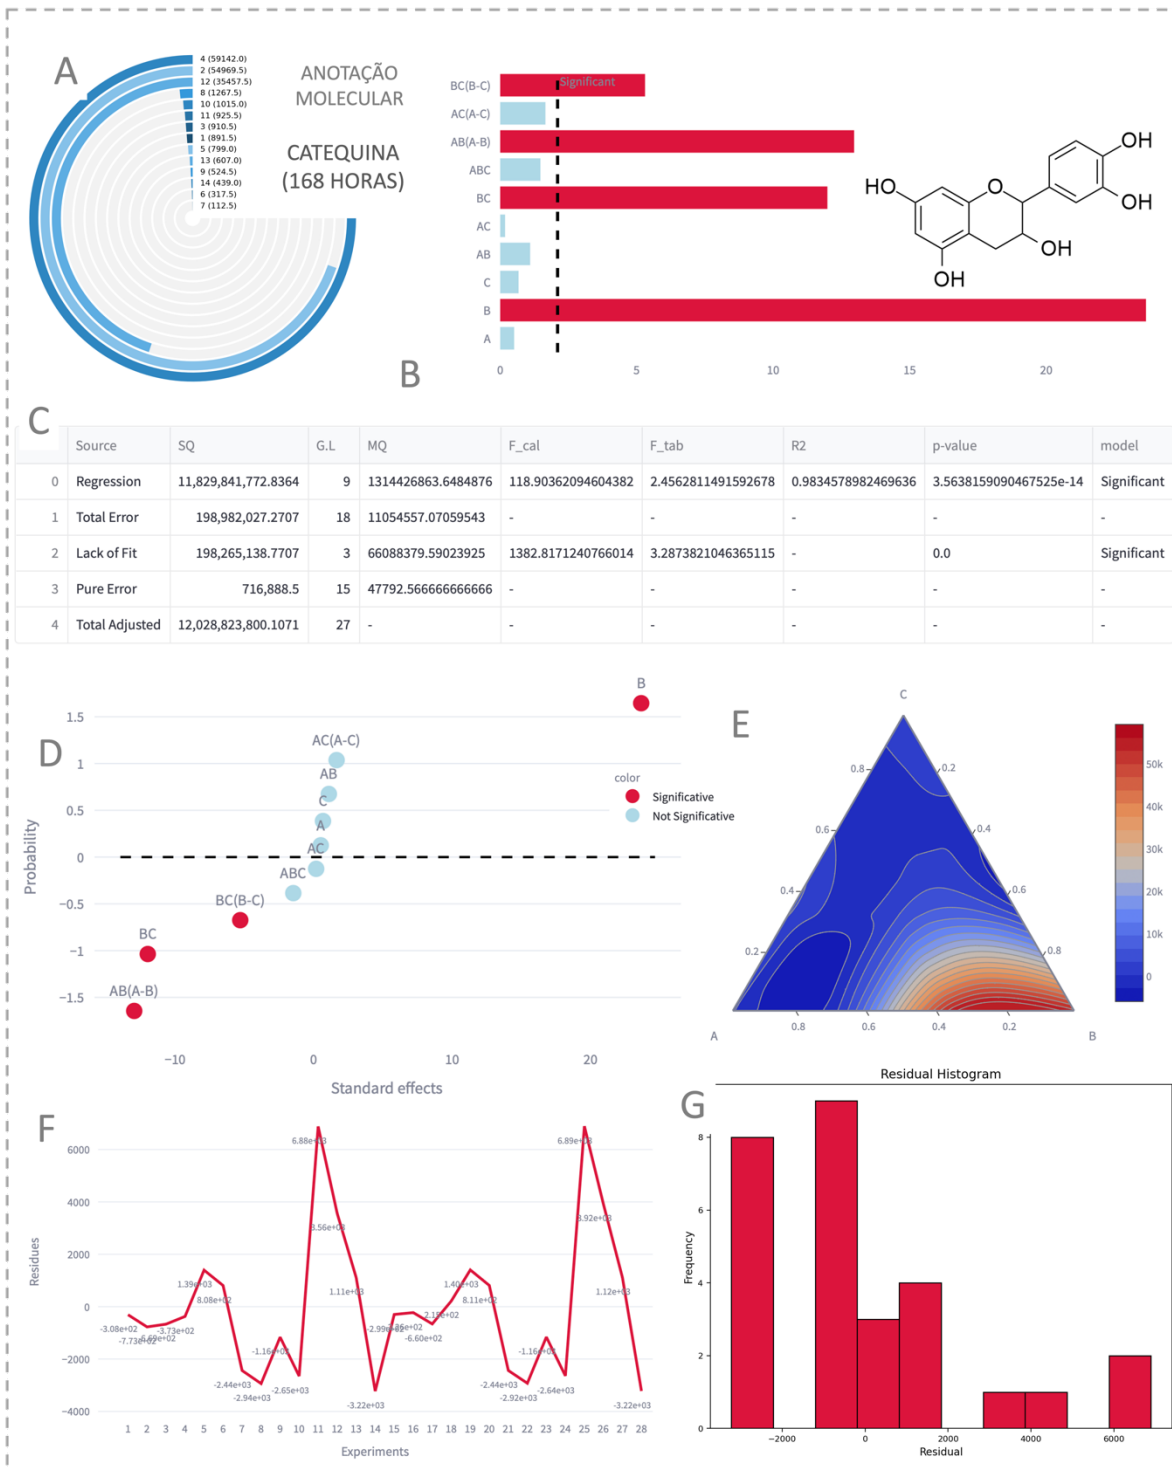 A
4 (59142.0)
2 (54969.5)
12 (35457.5)
8 (1267.5)
10 (1015.0)
11 (925.5)
3 (910.5)
1 (891.5)
5 (799.0)
13 (607.0)
9 (524.5)
14 (439.0)
6 (317.5)
7 (112.5)
ANOTAÇÃO
MOLECULAR
CATEQUINA
(168 HORAS)
B
Significant
BC(B-C)
AC(A-C)
AB(A-B)
ABC
BC
AC
AB
C
B
A
0 5 10 15 20
OH
HO
O
OH
OH
OH
C
Source SQ G.L MQ F_cal F_tab R2 p-value model
0 Regression 11,829,841,772.8364 9 1314426863.6484876 118.90362094604382 2.4562811491592678 0.9834578982469636 3.5638159090467525e-14 Significant
1 Total Error 198,982,027.2707 18 11054557.07059543 - - - - -
2 Lack of Fit 198,265,138.7707 3 66088379.59023925 1382.8171240766014 3.2873821046365115 - 0.0 Significant
3 Pure Error 716,888.5 15 47792.566666666666 - - - - -
4 Total Adjusted 12,028,823,800.1071 27 - - - - - -
D
B
AC(A-C)
AB
C
A
AC
ABC
BC(B-C)
BC
AB(A-B)
color
Significative
Not Significative
Probability
1.5
1
0.5
0
−0.5
−1
−1.5
−10 0 10 20
Standard effects
E
C
0.8 0.2
0.6 0.4
0.4 0.6
0.2 0.8
A B
0.8 0.6 0.4 0.2
50k
40k
30k
20k
10k
0
F
Residues
6000
4000
2000
0
−2000
−4000
-3.08e+02
-7.73e+02
-3.73e+02
1.39e+03
8.08e+02
-2.44e+03
-2.94e+03
-1.16e+03
-2.65e+03
6.88e+03
3.56e+03
1.11e+03
-3.22e+03
-2.99e+02
-6.60e+02
1.40e+03
8.11e+02
-2.44e+03
-2.92e+03
-1.16e+03
-2.64e+03
6.89e+03
3.92e+03
1.12e+03
-3.22e+03
1 2 3 4 5 6 7 8 9 10 11 12 13 14 15 16 17 18 19 20 21 22 23 24 25 26 27 28
Experiments
G
Residual Histogram
Frequency
8
6
4
2
0
−2000 0 2000 4000 6000
Residual